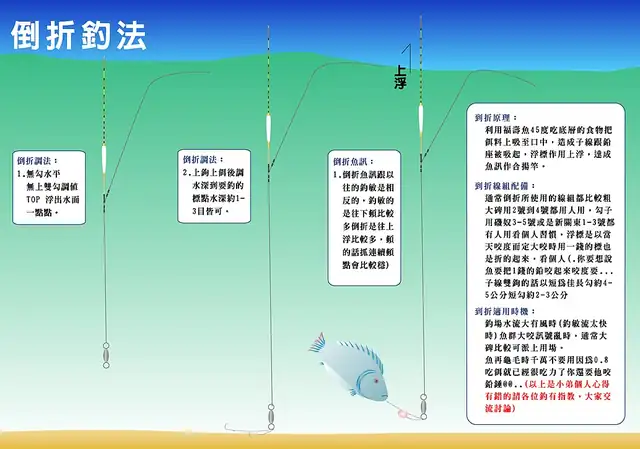 倒折釣法
上浮
倒折調法：
1.無勾水平
無上雙勾調值
TOP 浮出水面
一點點。
倒折調法：
2.上鉤上餌後調
水深到要釣的
標點水深約1-
3目皆可。
倒折魚訊：
1.倒折魚訊跟以
往的釣敏是相
反的，釣敏的
是往下頓比較
多倒折是往上
浮比較多，頓
的話抓連續頓
點會比較穩)
到折原理：
利用福壽魚45度吃底層的食物把
餌料上吸至口中，造成子線跟鉛
座被吸起，浮標作用上浮，達成
魚訊作合揚竿。
到折線組配備：
通常倒折所使用的線組都比較粗
大碑用2號到4號都用人用，勾子
用磯奴3-5號或是新關東1-3號都
有人用看個人習慣，浮標是以當
天咬度而定大咬時用一錢的標也
是折的起來，看個人(.你要想說
魚要把1錢的鉛咬起來咬度要...
子線雙鉤的話以短為佳長勾約4-
5公分短勾約2-3公分
到折適用時機：
釣場水流大有風時(釣敏流太快
時)魚群大咬訊號亂時，通常大
碑比較可派上用場。
魚再龜毛時千萬不要用因為0.8
吃餌就已經很吃力了你還要他咬
鉛錘@@..(以上是小弟個人心得
有錯的請各位釣有指教，大家交
流討論)